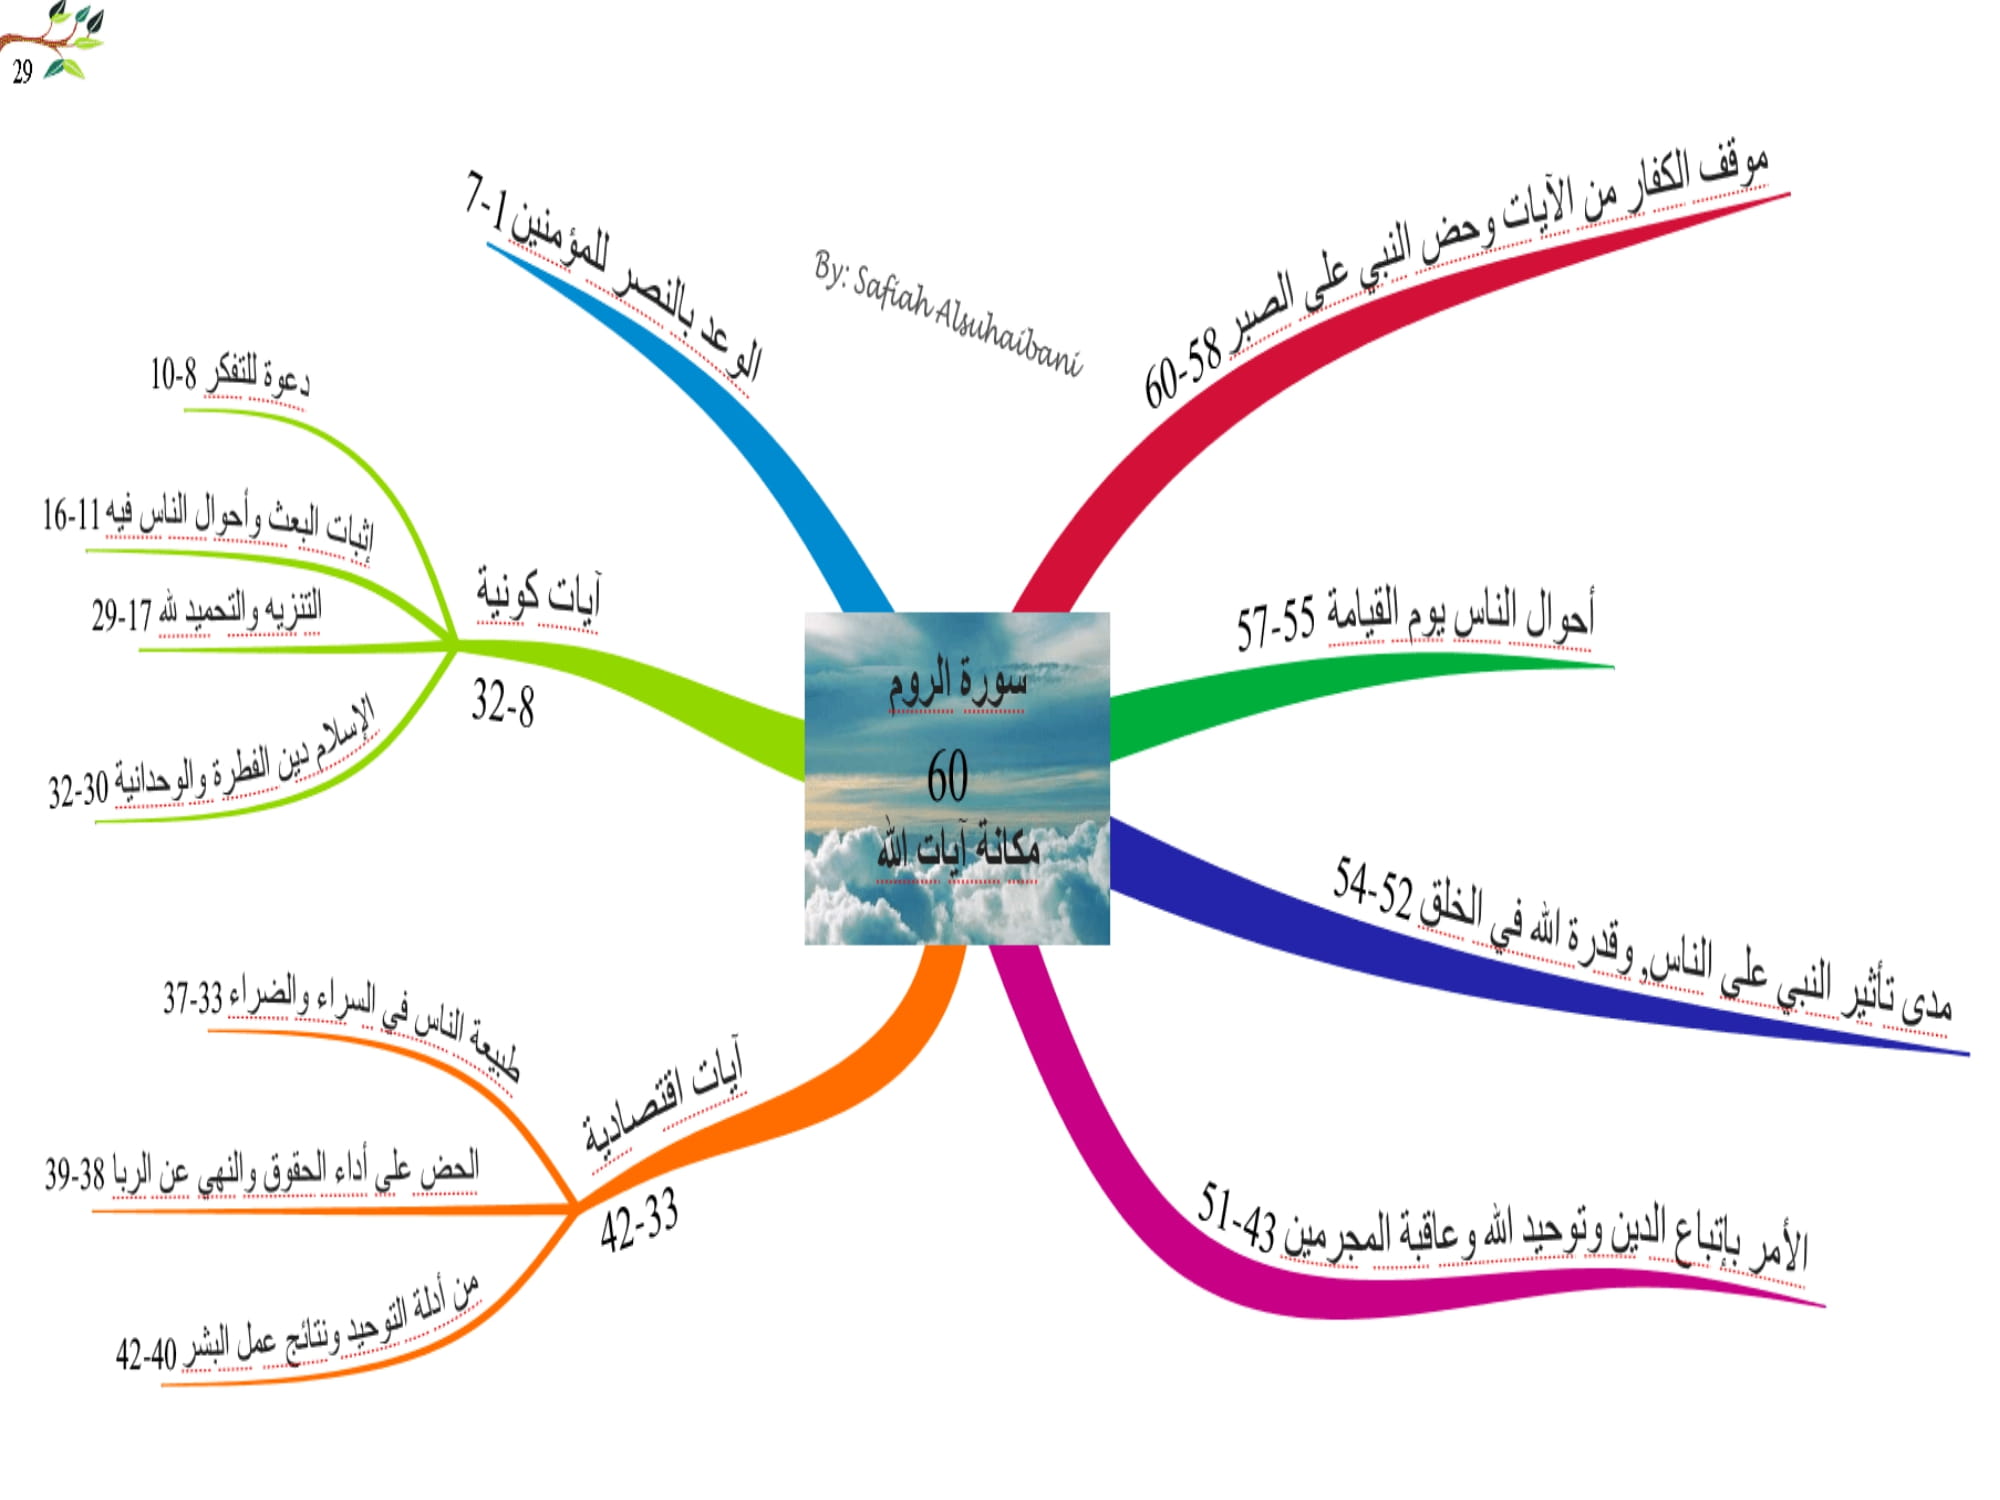 29
By: Safiah Alsuhaibani
سورة الروم
60
مكانة آيات الله
الوعد بالنصر للمؤمنين 1-7
آيات كونية
32-8
دعوة للتفكر 8-10
إثبات البعث وأحوال الناس فيه 11-16
التنزيه والتحميد لله 17-29
الإسلام دين الفطرة والوحدانية 30-32
آيات اقتصادية
42-33
طبيعة الناس في السراء والضراء 33-37
الحض على أداء الحقوق والنهي عن الربا 38-39
من أدلة التوحيد ونتائج عمل البشر 40-42
الأمر بإتباع الدين وتوحيد الله وعاقبة المجرمين 43-51
مدى تأثير النبي على الناس, وقدرة الله في الخلق 52-54
أحوال الناس يوم القيامة 55-57
موقف الكفار من الآيات وحض النبي على الصبر 58-60